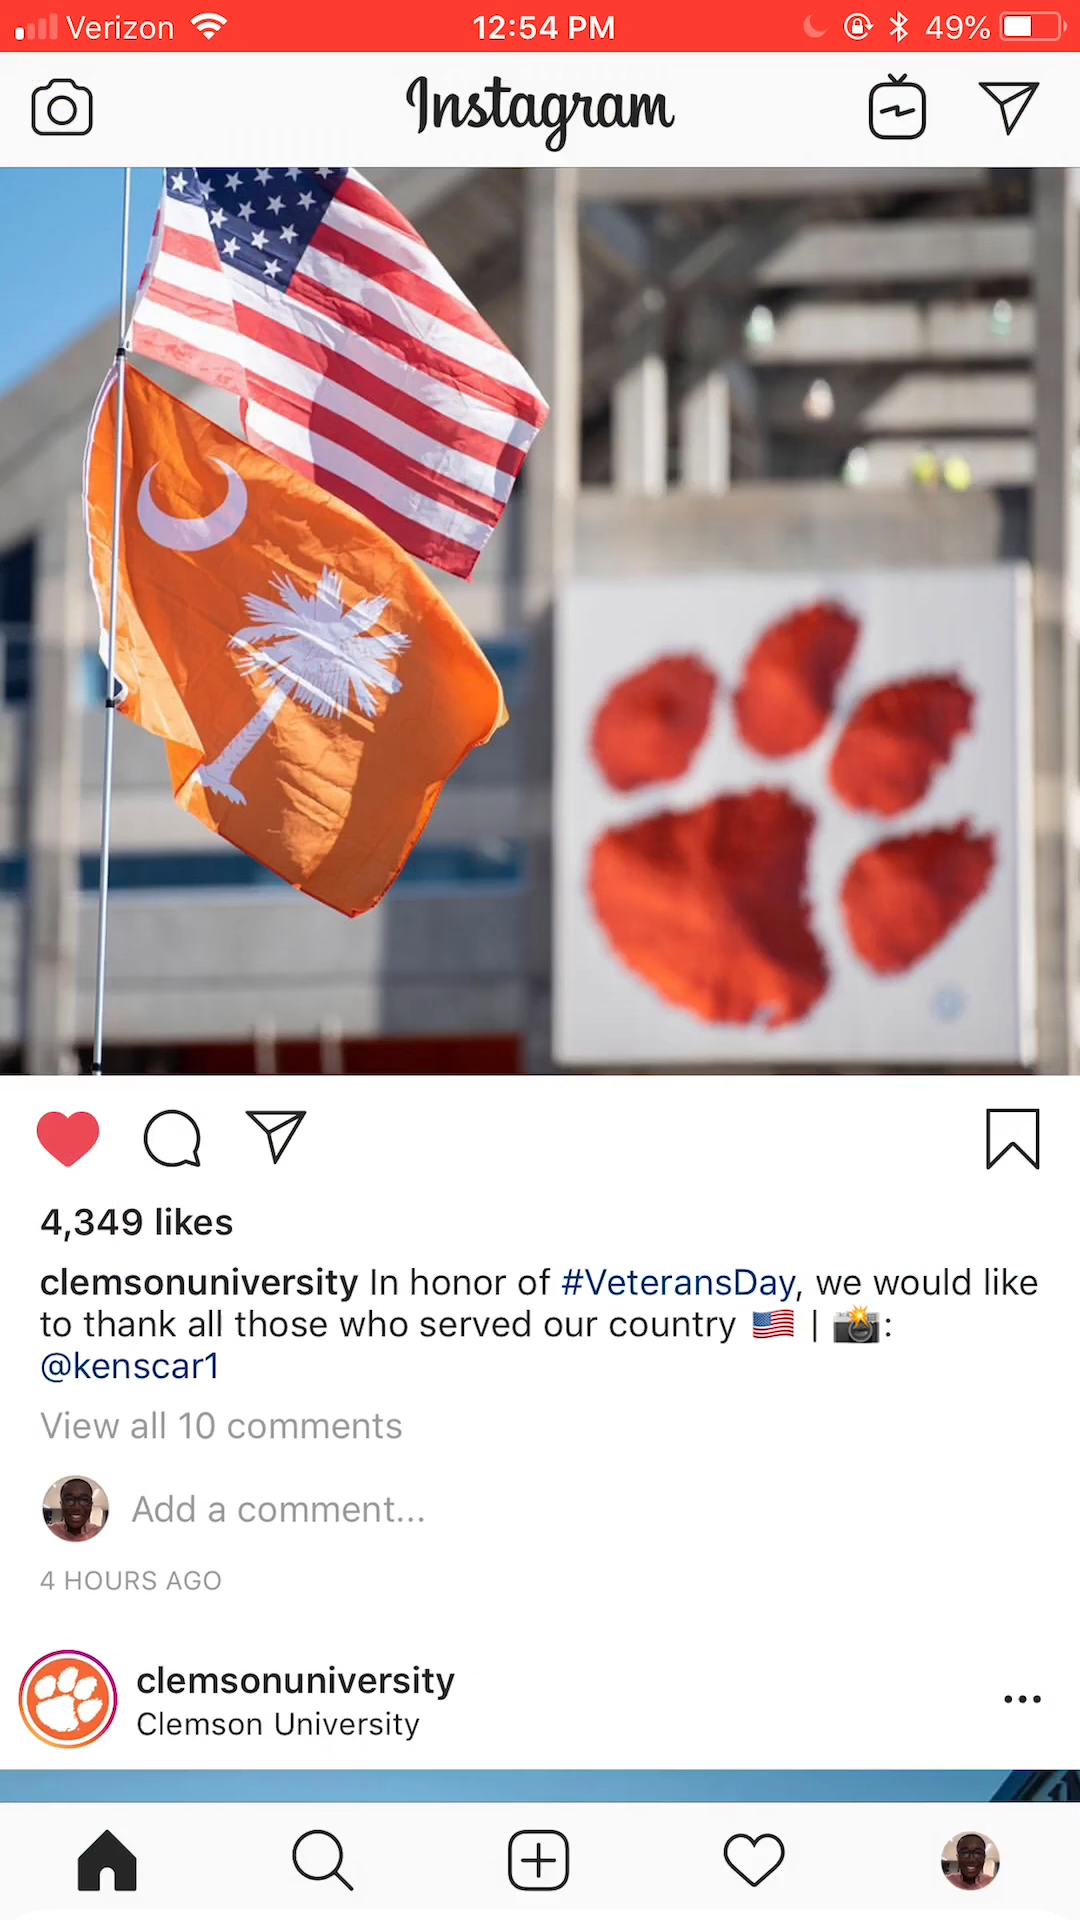 Verizon 12:54 PM 49%
Instagram
4,349 likes
clemsonuniversity In honor of #VeteransDay, we would like
to thank all those who served our country 🇺🇸 | 📸:
@kenscar1
View all 10 comments
Add a comment...
4 HOURS AGO
clemsonuniversity
Clemson University